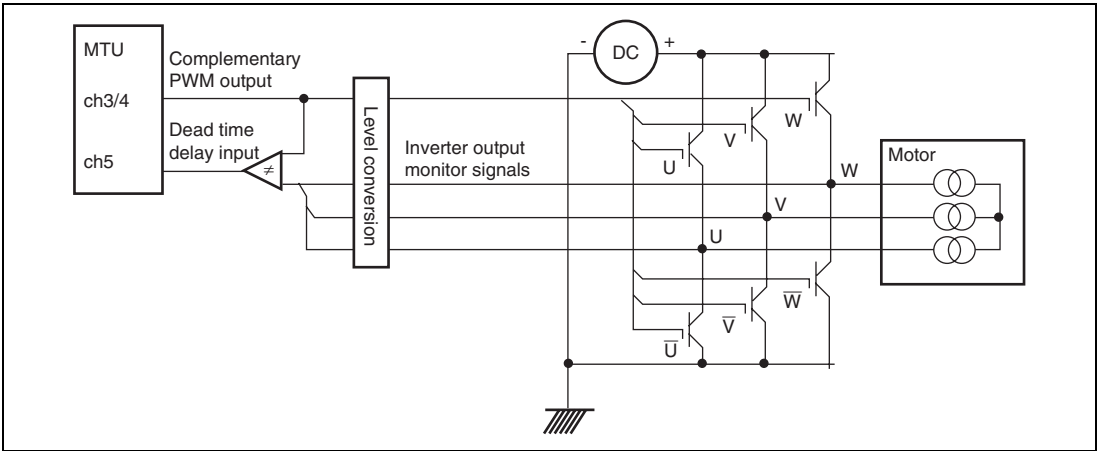 MTU
ch3/4
ch5
Complementary
PWM output
Dead time
delay input
≠
Level conversion
Inverter output
monitor signals
-
DC
+
W
V
U
W
V
U
W̅
V̅
U̅
Motor